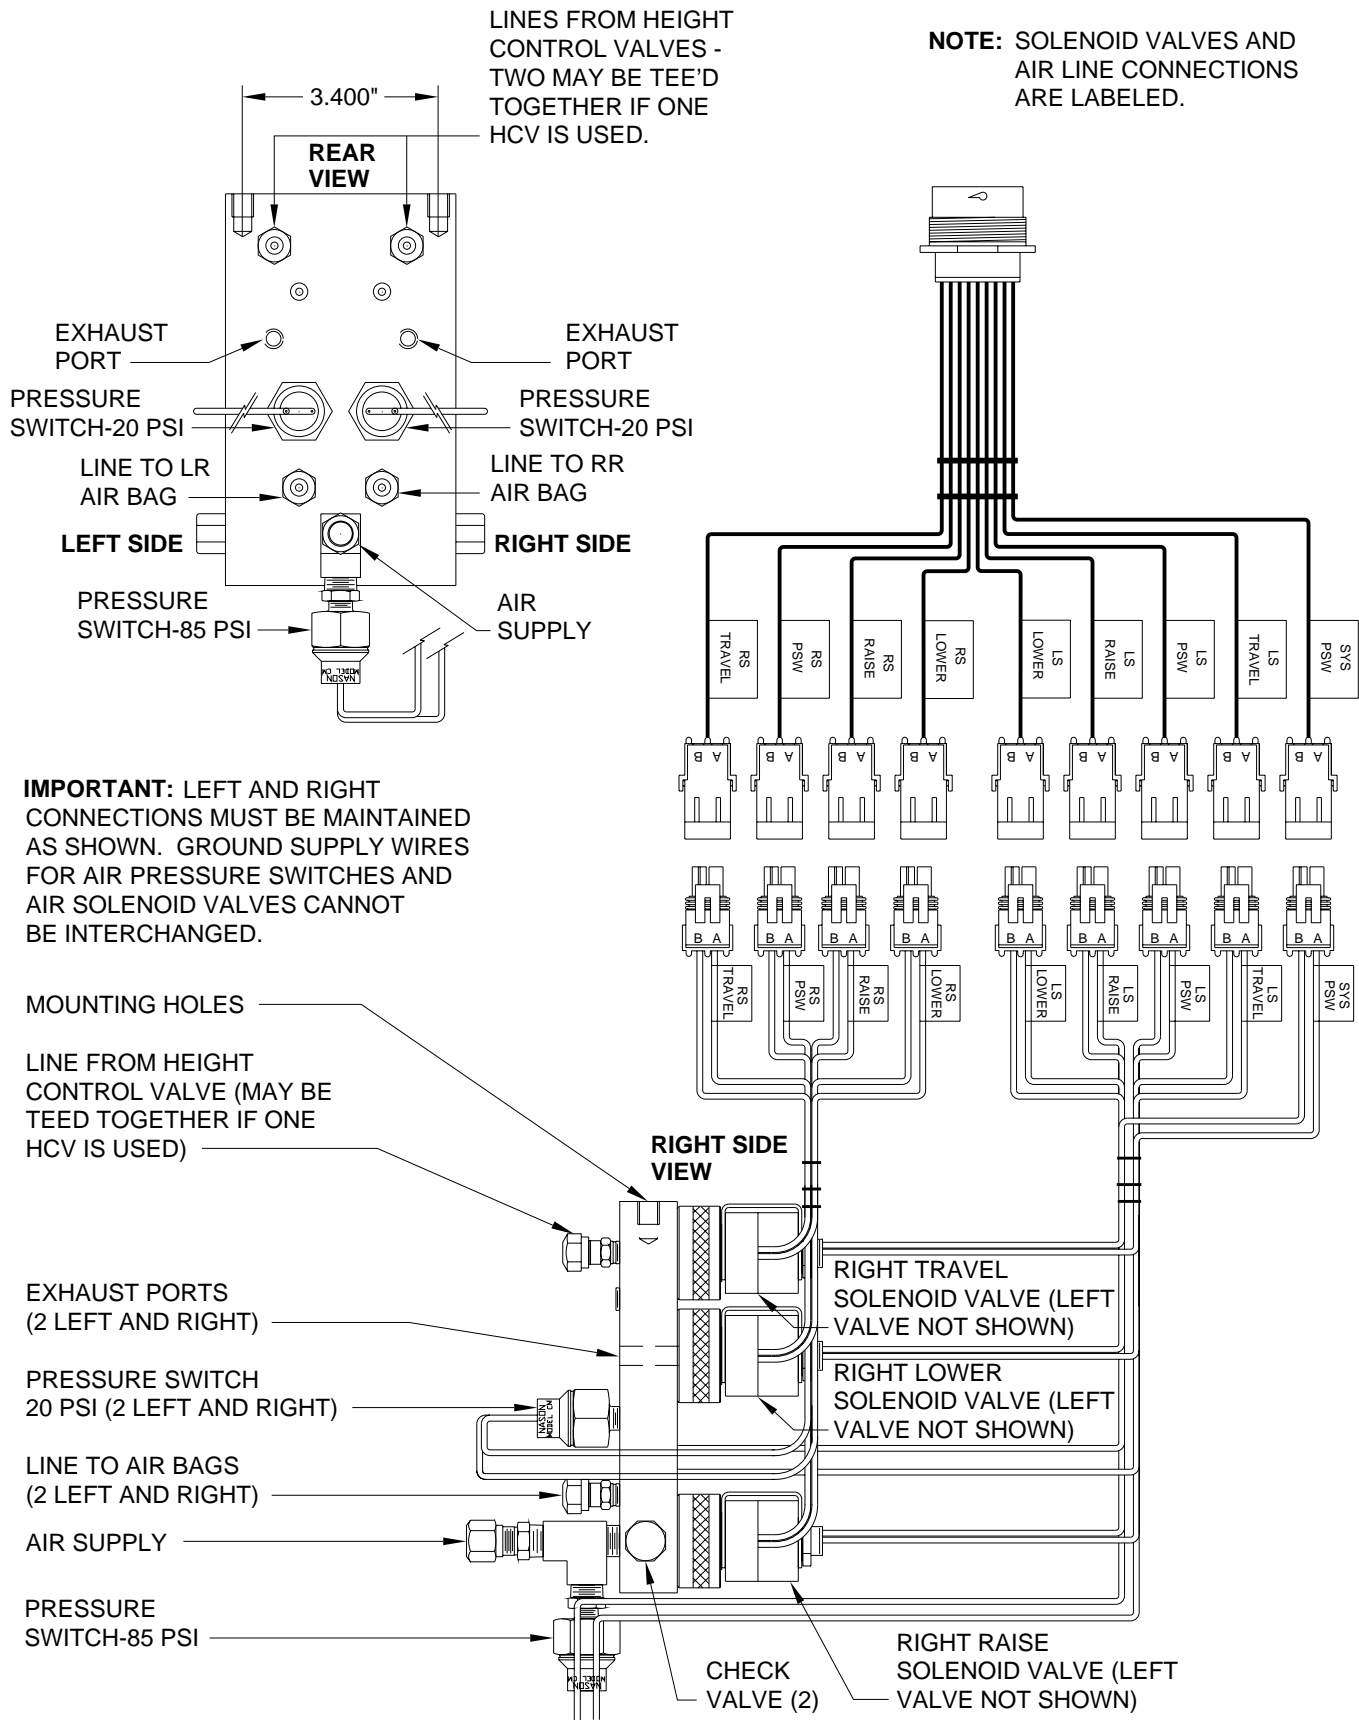 LINES FROM HEIGHT
CONTROL VALVES -
TWO MAY BE TEE'D
TOGETHER IF ONE
HCV IS USED.
NOTE: SOLENOID VALVES AND
AIR LINE CONNECTIONS
ARE LABELED.
3.400"
REAR
VIEW
EXHAUST
PORT
EXHAUST
PORT
PRESSURE
SWITCH-20 PSI
PRESSURE
SWITCH-20 PSI
LINE TO LR
AIR BAG
LINE TO RR
AIR BAG
LEFT SIDE
RIGHT SIDE
PRESSURE
SWITCH-85 PSI
AIR
SUPPLY
NASON
MODEL CM
RS
TRAVEL
RS
PSW
RS
RAISE
RS
LOWER
LS
LOWER
LS
RAISE
LS
PSW
LS
TRAVEL
SYS
PSW
B A
B A
B A
B A
B A
B A
B A
B A
B A
IMPORTANT: LEFT AND RIGHT
CONNECTIONS MUST BE MAINTAINED
AS SHOWN. GROUND SUPPLY WIRES
FOR AIR PRESSURE SWITCHES AND
AIR SOLENOID VALVES CANNOT
BE INTERCHANGED.
B A
B A
B A
B A
B A
B A
B A
B A
B A
RS
TRAVEL
RS
PSW
RS
RAISE
RS
LOWER
LS
LOWER
LS
RAISE
LS
PSW
LS
TRAVEL
SYS
PSW
MOUNTING HOLES
LINE FROM HEIGHT
CONTROL VALVE (MAY BE
TEED TOGETHER IF ONE
HCV IS USED)
RIGHT SIDE
VIEW
EXHAUST PORTS
(2 LEFT AND RIGHT)
RIGHT TRAVEL
SOLENOID VALVE (LEFT
VALVE NOT SHOWN)
PRESSURE SWITCH
20 PSI (2 LEFT AND RIGHT)
NASON
MODEL CM
RIGHT LOWER
SOLENOID VALVE (LEFT
VALVE NOT SHOWN)
LINE TO AIR BAGS
(2 LEFT AND RIGHT)
AIR SUPPLY
PRESSURE
SWITCH-85 PSI
NASON
MODEL CM
CHECK
VALVE (2)
RIGHT RAISE
SOLENOID VALVE (LEFT
VALVE NOT SHOWN)